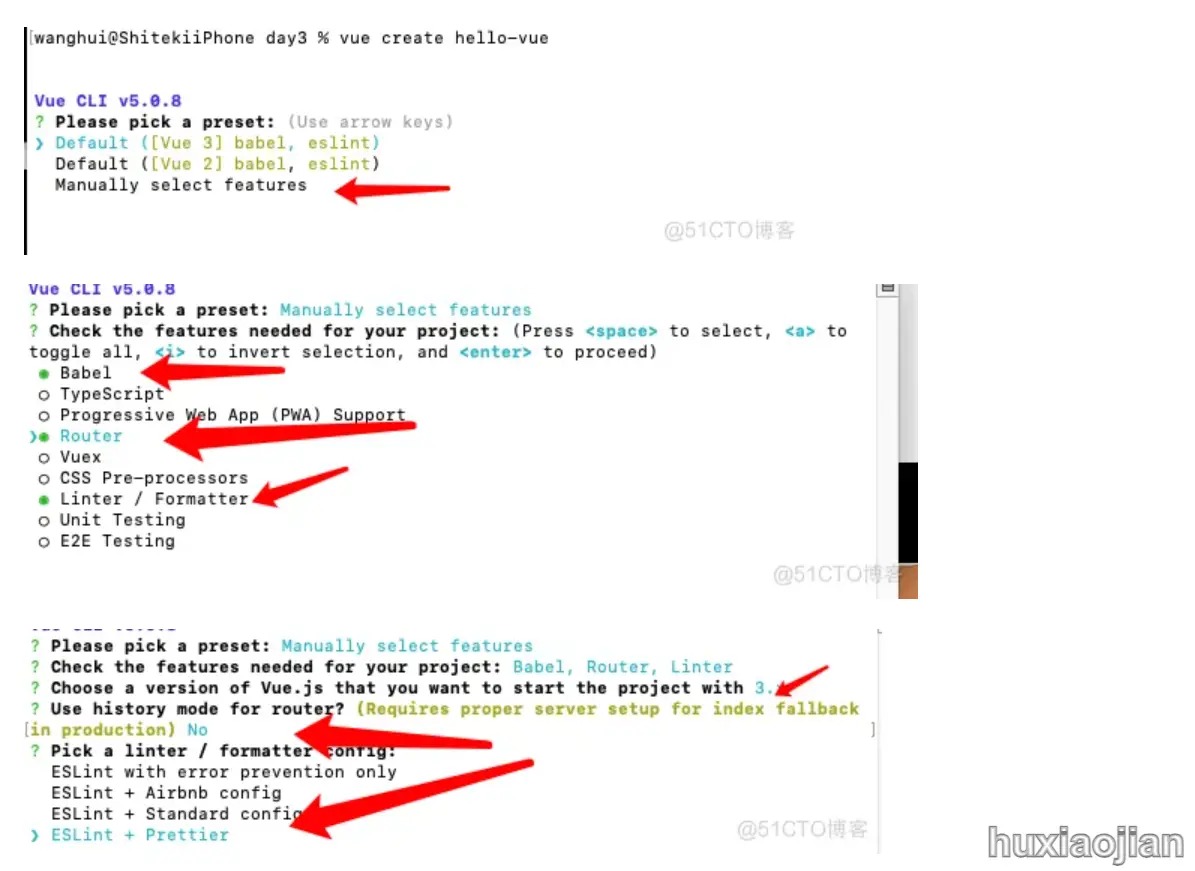 [wanghui@ShitekiiPhone day3 % vue create hello-vue
Vue CLI v5.0.8
? Please pick a preset: (Use arrow keys)
❯ Default ([Vue 3] babel, eslint)
Default ([Vue 2] babel, eslint)
Manually select features
@51CTO博客
Vue CLI v5.0.8
? Please pick a preset: Manually select features
? Check the features needed for your project: (Press <space> to select, <a> to
toggle all, <i> to invert selection, and <enter> to proceed)
◉ Babel
◯ TypeScript
◯ Progressive Web App (PWA) Support
❯◉ Router
◯ Vuex
◯ CSS Pre-processors
◉ Linter / Formatter
◯ Unit Testing
◯ E2E Testing
@51CTO博客
? Please pick a preset: Manually select features
? Check the features needed for your project: Babel, Router, Linter
? Choose a version of Vue.js that you want to start the project with 3.
? Use history mode for router? (Requires proper server setup for index fallback
[in production) No ]
? Pick a linter / formatter config:
ESLint with error prevention only
ESLint + Airbnb config
ESLint + Standard config
❯ ESLint + Prettier
@51CTO博客
huxiaojian